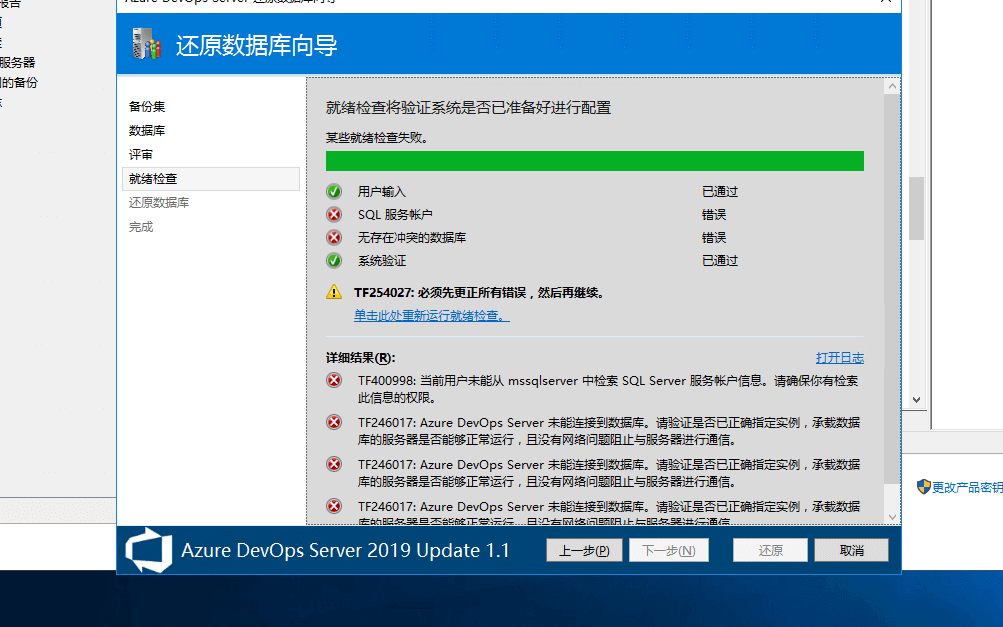 Azure DevOps Server 还原数据库向导
报告
服务器
的备份
还原数据库向导
备份集
数据库
评审
就绪检查
还原数据库
完成
就绪检查将验证系统是否已准备好进行配置
某些就绪检查失败。
用户输入 已通过
SQL 服务帐户 错误
无存在冲突的数据库 错误
系统验证 已通过
TF254027: 必须先更正所有错误，然后再继续。
单击此处重新运行就绪检查。
详细结果(R): 打开日志
TF400998: 当前用户未能从 mssqlserver 中检索 SQL Server 服务帐户信息。请确保你有检索
此信息的权限。
TF246017: Azure DevOps Server 未能连接到数据库。请验证是否已正确指定实例，承载数据
库的服务器是否能够正常运行，且没有网络问题阻止与服务器进行通信。
TF246017: Azure DevOps Server 未能连接到数据库。请验证是否已正确指定实例，承载数据
库的服务器是否能够正常运行，且没有网络问题阻止与服务器进行通信。
TF246017: Azure DevOps Server 未能连接到数据库。请验证是否已正确指定实例，承载数据
库的服务器是否能够正常运行，且没有网络问题阻止与服务器进行通信。
更改产品密钥
Azure DevOps Server 2019 Update 1.1
上一步(P) 下一步(N) 还原 取消